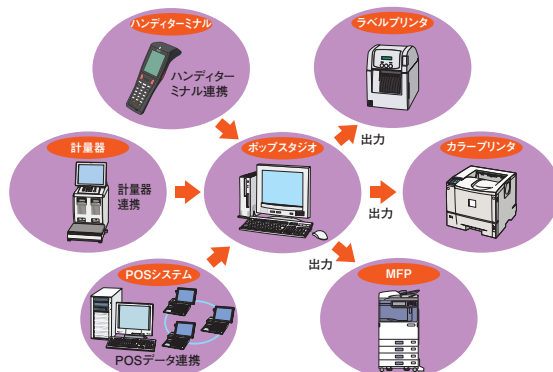 ハンディターミナル
ハンディター
ミナル連携
ラベルプリンタ
出力
計量器
計量器
連携
ポップスタジオ
カラープリンタ
出力
POSシステム
POSデータ連携
出力
MFP